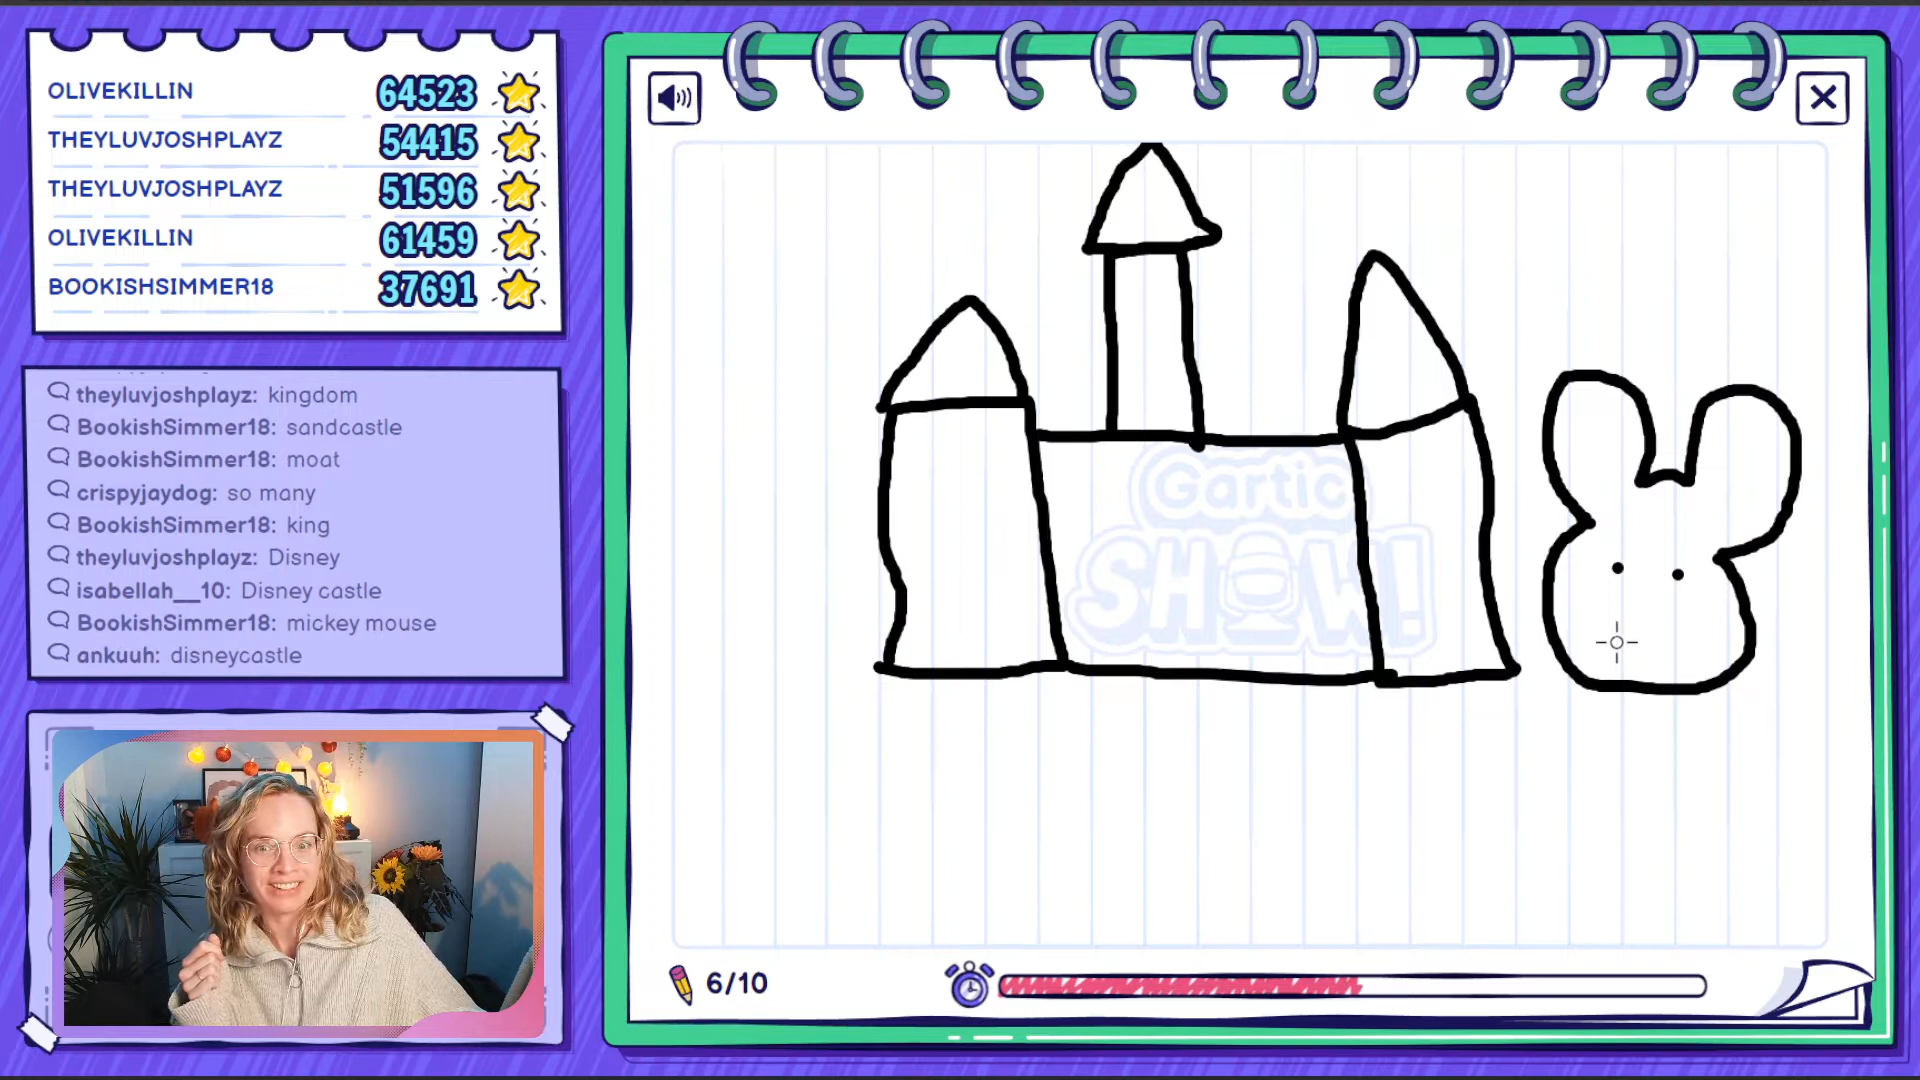 OLIVEKILLIN 64523
THEYLUVJOSHPLAYZ 54415
THEYLUVJOSHPLAYZ 51596
OLIVEKILLIN 61459
BOOKISHSIMMER18 37691
theyluvjoshplayz: kingdom
BookishSimmer18: sandcastle
BookishSimmer18: moat
crispyjaydog: so many
BookishSimmer18: king
theyluvjoshplayz: Disney
isabellah__10: Disney castle
BookishSimmer18: mickey mouse
ankuuh: disneycastle
Gartic
SHOW!
6/10